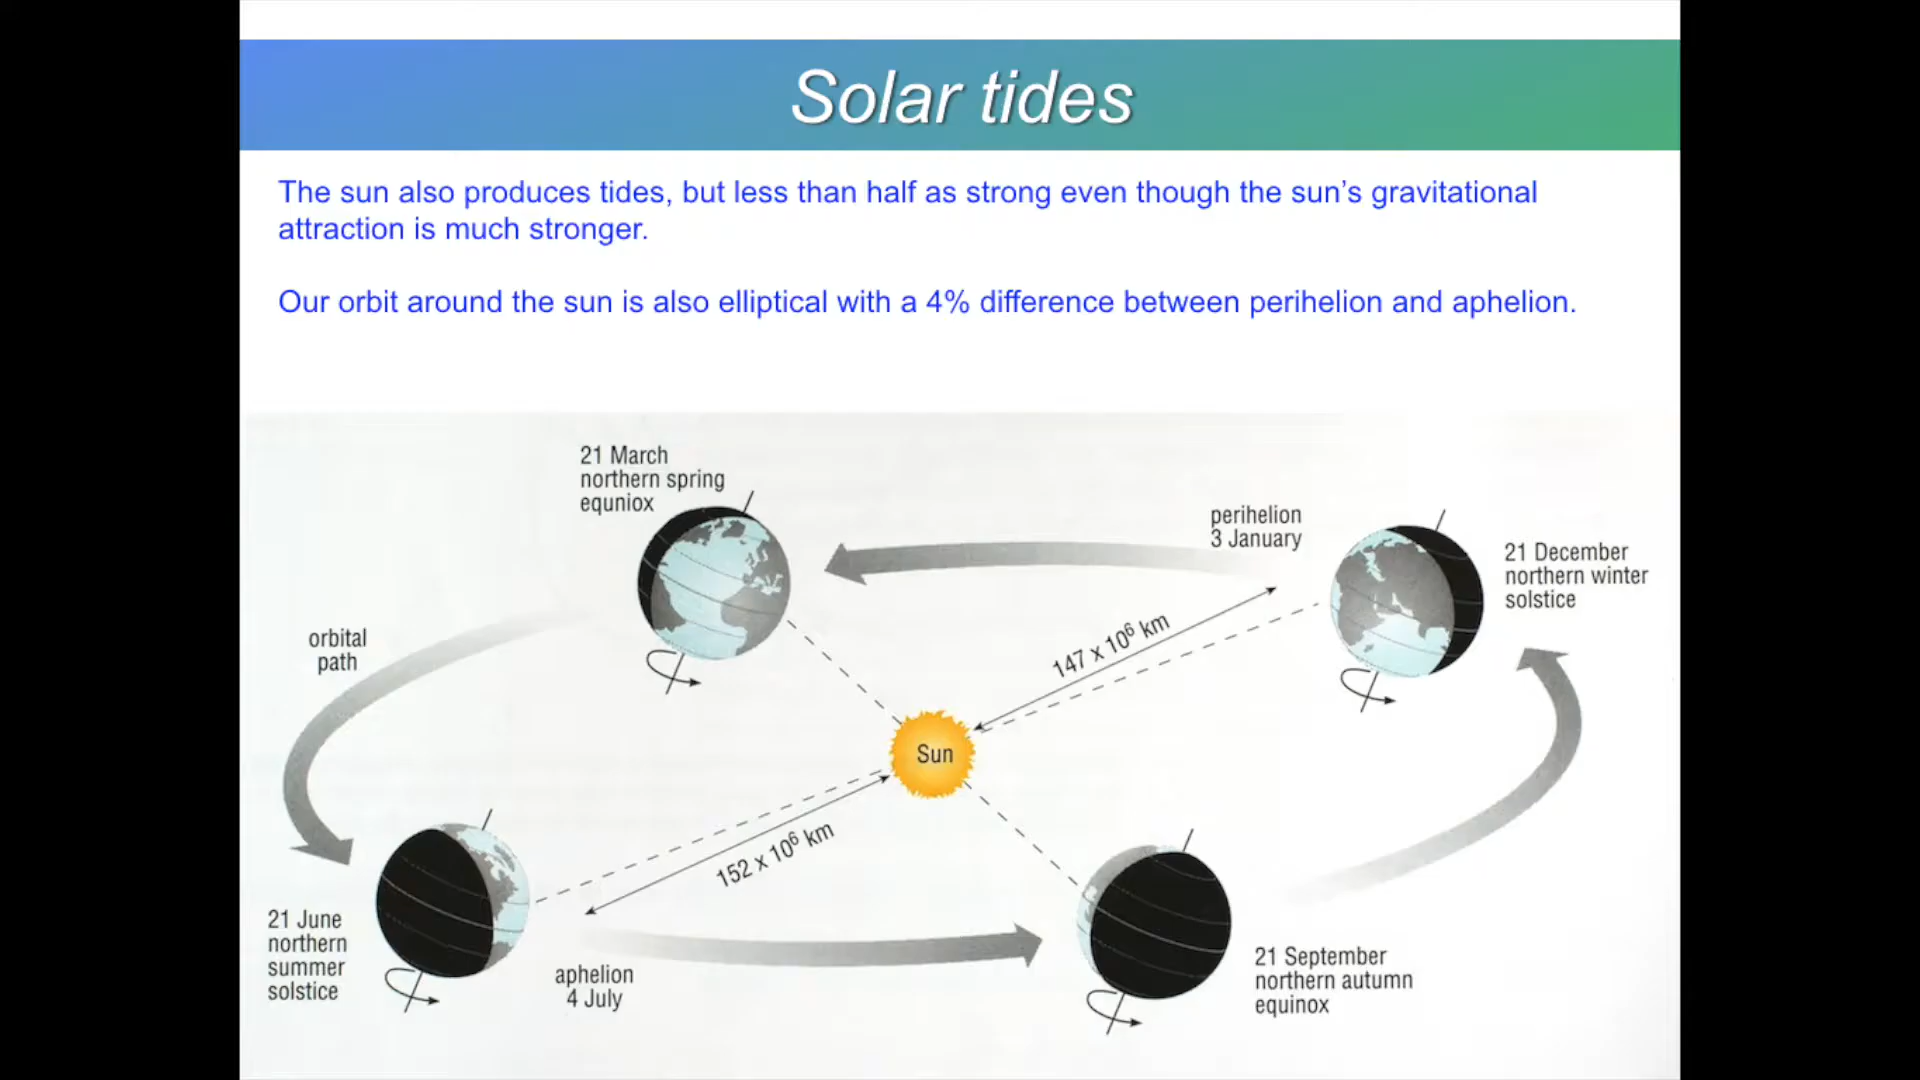 Solar tides
The sun also produces tides, but less than half as strong even though the sun’s gravitational
attraction is much stronger.
Our orbit around the sun is also elliptical with a 4% difference between perihelion and aphelion.
21 March
northern spring
equniox
perihelion
3 January
21 December
northern winter
solstice
orbital
path
147 x 10⁶ km
Sun
152 x 10⁶ km
21 June
northern
summer
solstice
aphelion
4 July
21 September
northern autumn
equinox